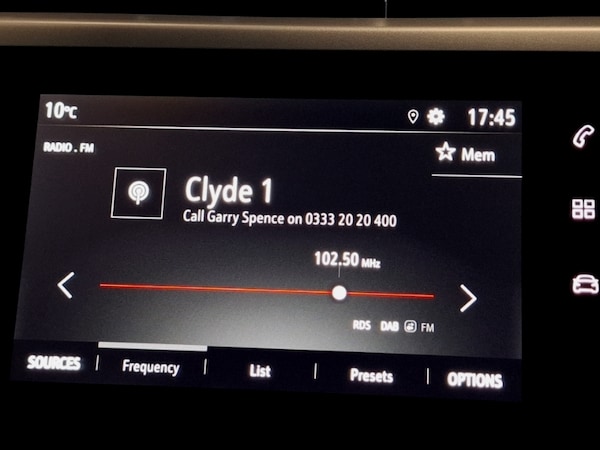 10°C 17:45
RADIO . FM
Mem
Clyde 1
Call Garry Spence on 0333 20 20 400
102.50 MHz
RDS DAB FM
SOURCES Frequency List Presets OPTIONS